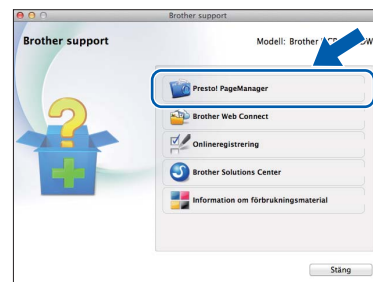 Brother support
Brother support
Modell: Brother
Presto! PageManager
Brother Web Connect
Onlineregistrering
Brother Solutions Center
Information om förbrukningsmaterial
Stäng